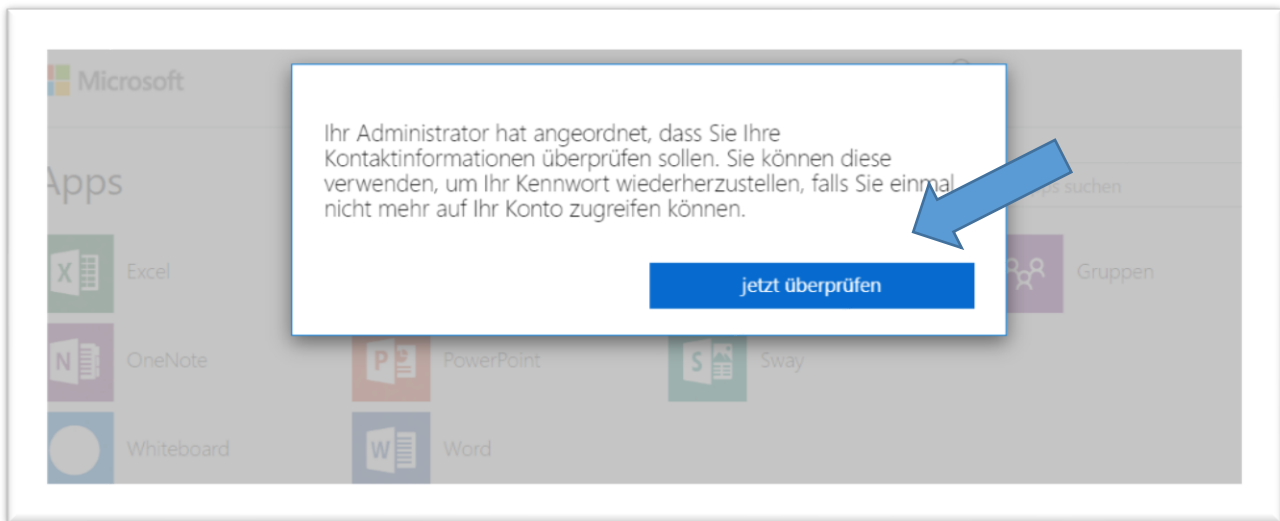 Microsoft
Ihr Administrator hat angeordnet, dass Sie Ihre
Kontaktinformationen überprüfen sollen. Sie können diese
verwenden, um Ihr Kennwort wiederherzustellen, falls Sie einmal
nicht mehr auf Ihr Konto zugreifen können.
jetzt überprüfen
Apps
suchen
Excel
Gruppen
OneNote
PowerPoint
Sway
Whiteboard
Word